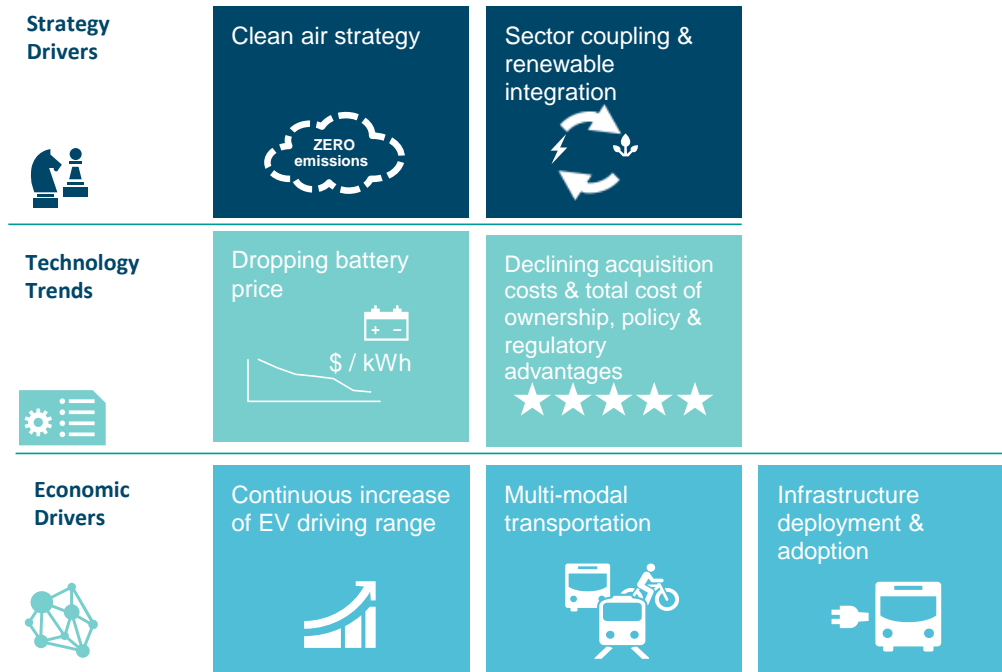 Strategy
Drivers
Clean air strategy
ZERO
emissions
Sector coupling &
renewable
integration
Technology
Trends
Dropping battery
price
$ / kWh
Declining acquisition
costs & total cost of
ownership, policy &
regulatory
advantages
Economic
Drivers
Continuous increase
of EV driving range
Multi-modal
transportation
Infrastructure
deployment &
adoption